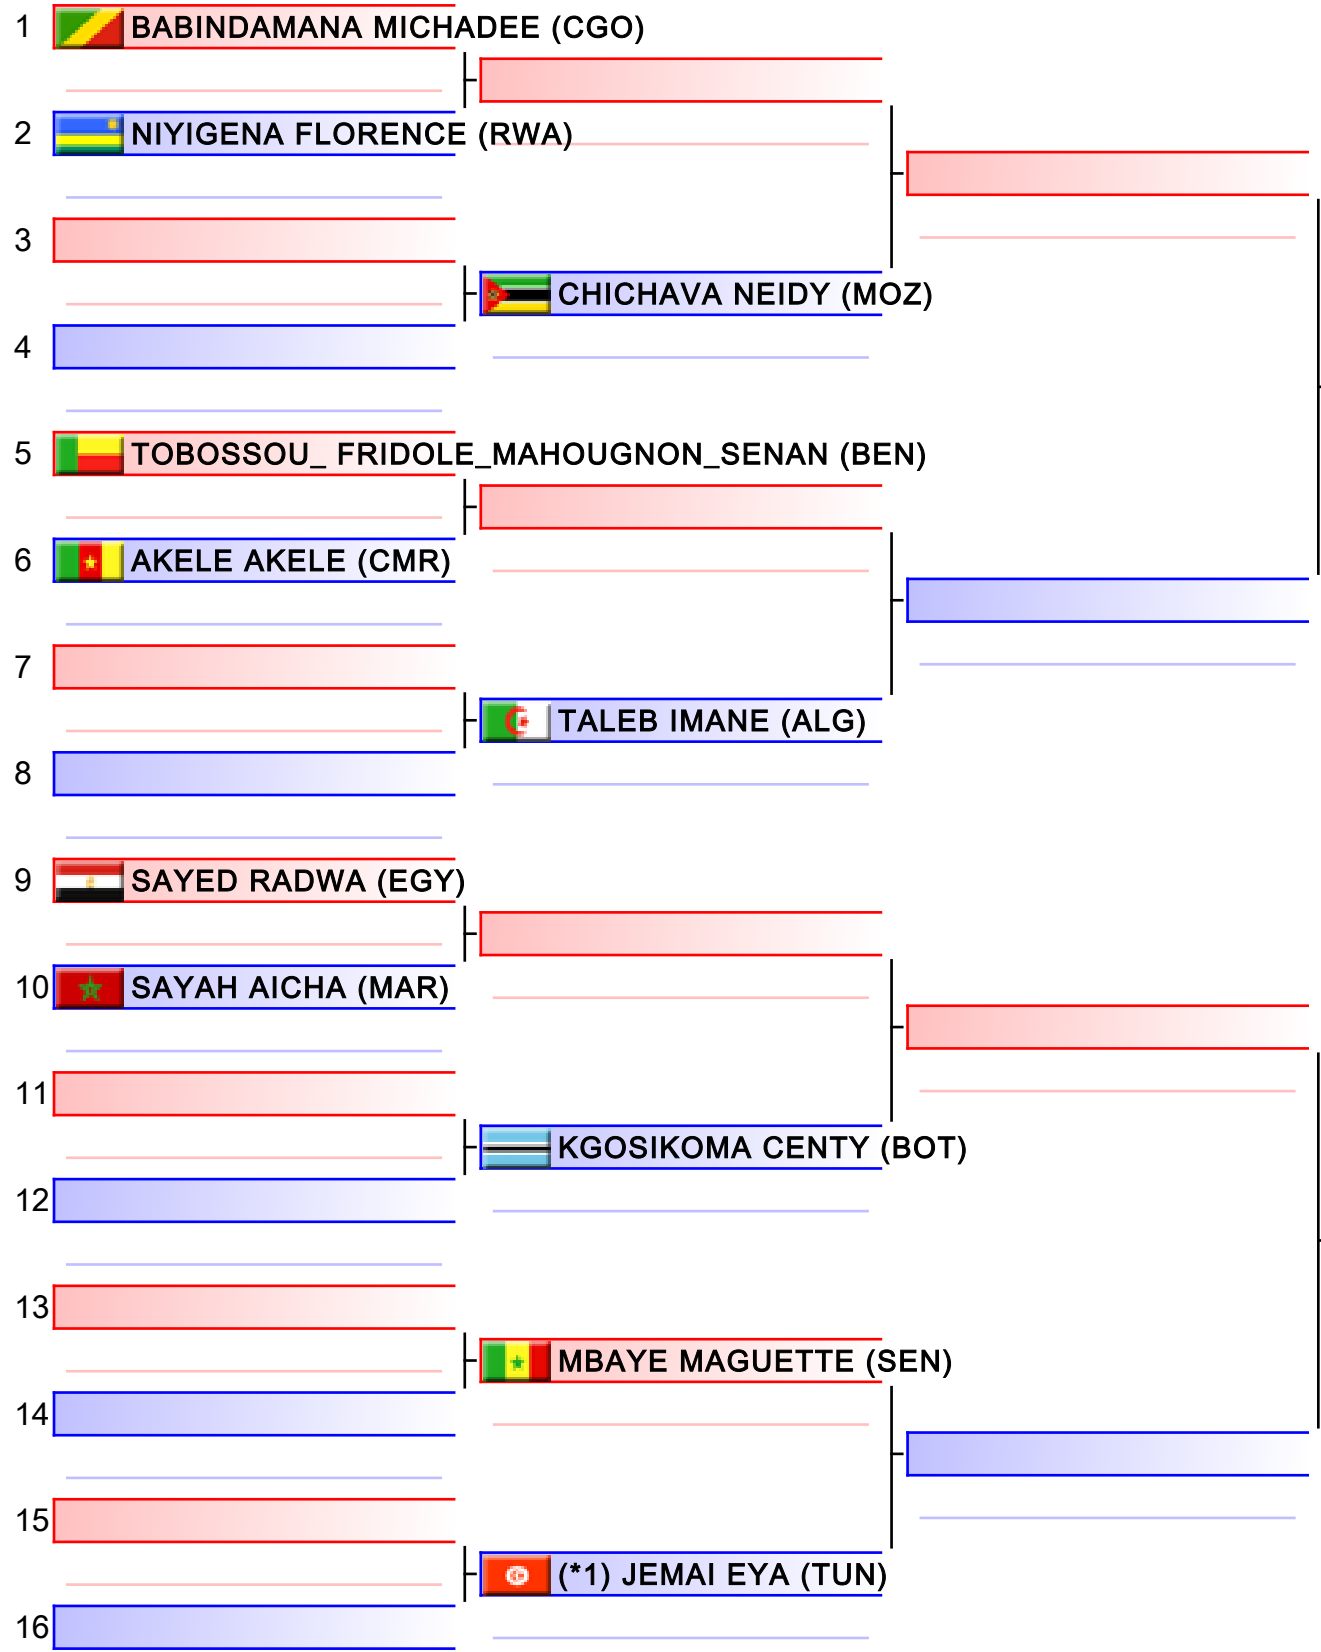 1 BABINDAMANA MICHADEE (CGO)
2 NIYIGENA FLORENCE (RWA)
3
CHICHAVA NEIDY (MOZ)
4
5 TOBOSSOU_ FRIDOLE_MAHOUGNON_SENAN (BEN)
6 AKELE AKELE (CMR)
7
TALEB IMANE (ALG)
8
9 SAYED RADWA (EGY)
10 SAYAH AICHA (MAR)
11
KGOSIKOMA CENTY (BOT)
12
13
MBAYE MAGUETTE (SEN)
14
15
(*1) JEMAI EYA (TUN)
16